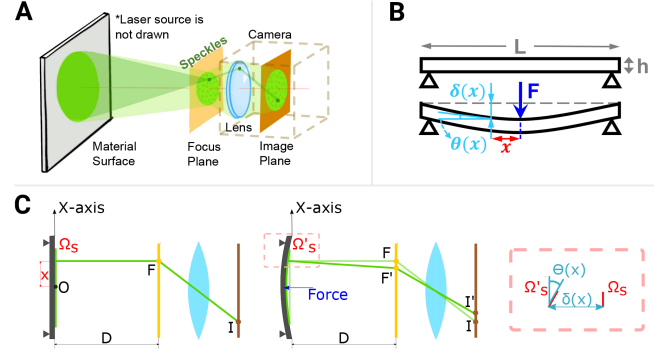 A
*Laser source is
not drawn
Speckles
Camera
Lens
Material
Surface
Focus
Plane
Image
Plane
B
L
h
δ(x)
F
θ(x)
x
C
X-axis
Ωs
x
O
F
I
D
X-axis
Ω's
F
F'
Force
I'
I
D
Θ(x)
Ω's
Ωs
δ(x)